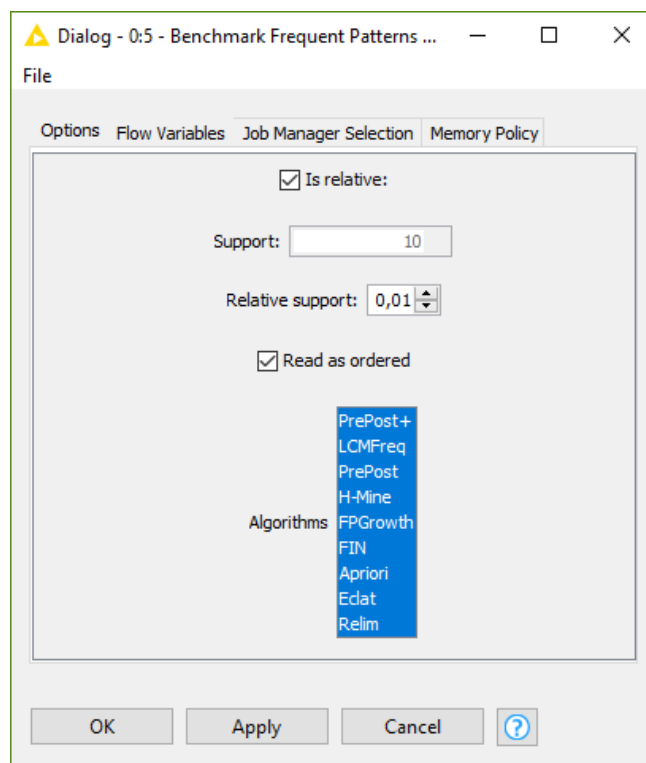 Dialog - 0:5 - Benchmark Frequent Patterns ...
File
Options Flow Variables Job Manager Selection Memory Policy
Is relative:
Support: 10
Relative support: 0,01
Read as ordered
PrePost+
LCMFreq
PrePost
H-Mine
Algorithms FPGrowth
FIN
Apriori
Eclat
Relim
OK Apply Cancel ?